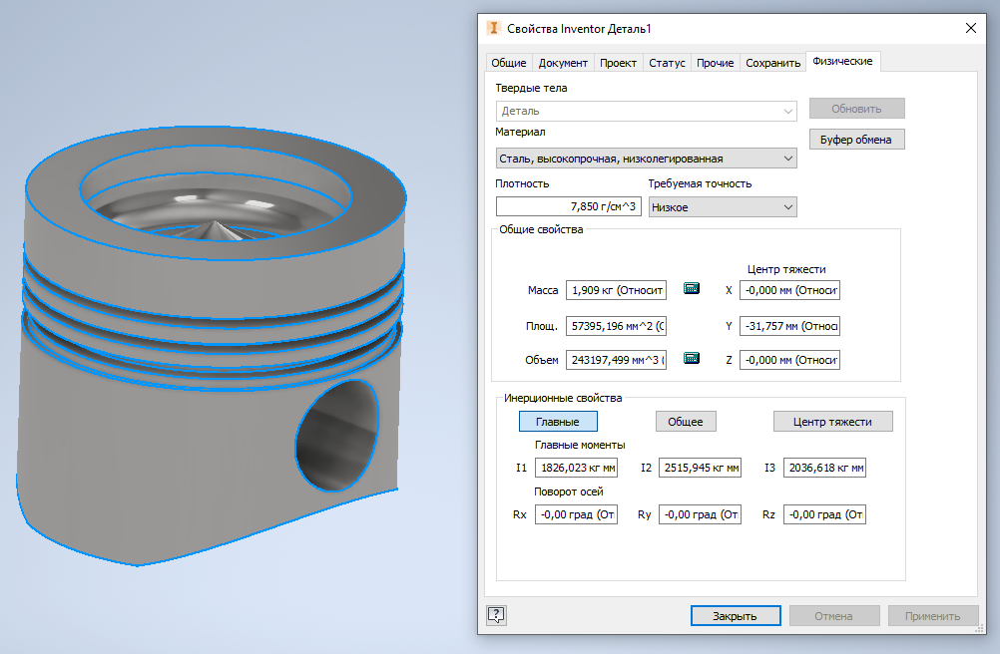 I Свойства Inventor Деталь1
Общие Документ Проект Статус Прочие Сохранить Физические
Твердые тела
Деталь Обновить
Материал
Буфер обмена
Сталь, высокопрочная, низколегированная
Плотность Требуемая точность
7,850 г/см^3 Низкое
Общие свойства
Центр тяжести
Масса 1,909 кг (Относит X -0,000 мм (Относи
Площ. 57395,196 мм^2 (О Y -31,757 мм (Относ
Объем 243197,499 мм^3 ( Z -0,000 мм (Относи
Инерционные свойства
Главные Общее Центр тяжести
Главные моменты
I1 1826,023 кг мм I2 2515,945 кг мм I3 2036,618 кг мм
Поворот осей
Rx -0,00 град (От Ry -0,00 град (От Rz -0,00 град (От
? Закрыть Отмена Применить